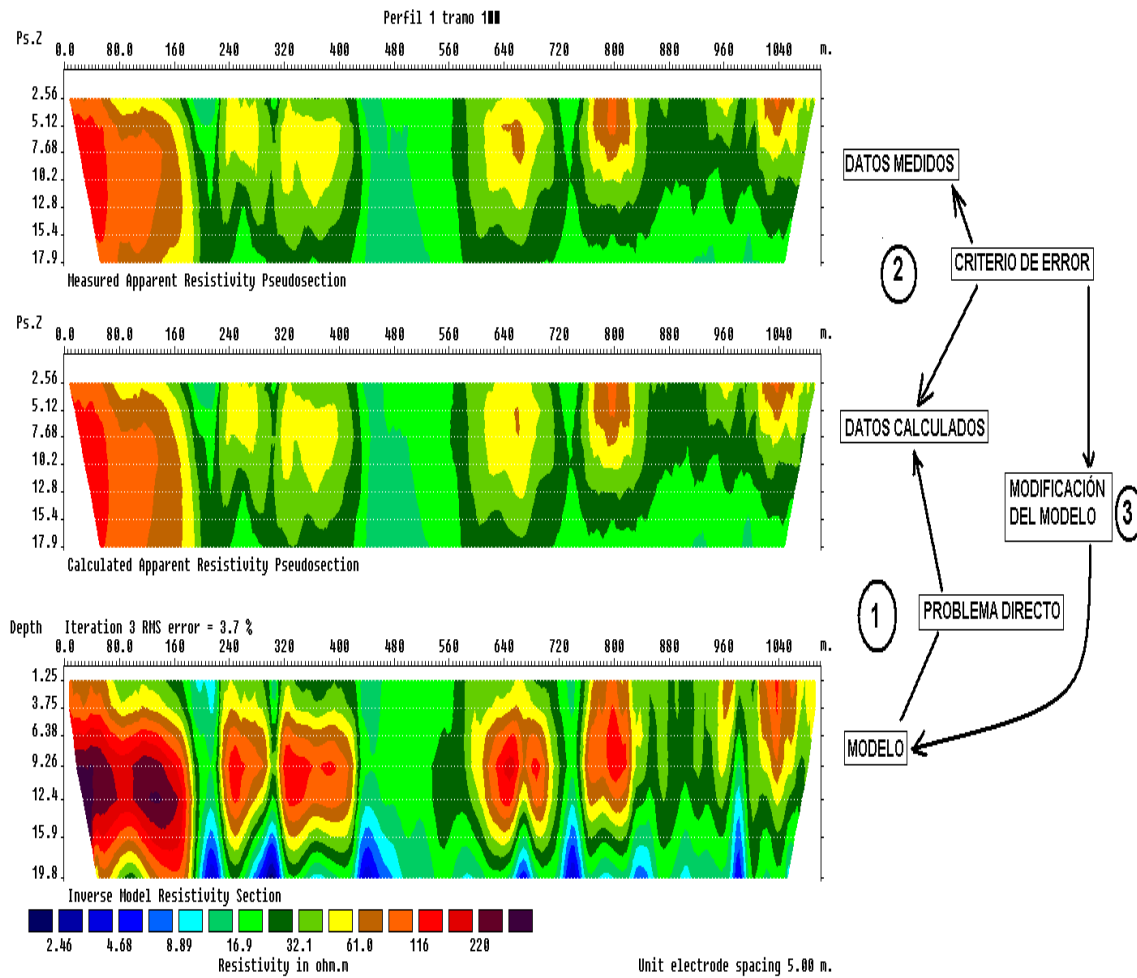 Perfil 1 tramo 1
Ps.Z 0.0 80.0 160 240 320 400 480 560 640 720 800 880 960 1040 m.
2.56
5.12
7.68
10.2
12.8
15.4
17.9
Measured Apparent Resistivity Pseudosection
Ps.Z 0.0 80.0 160 240 320 400 480 560 640 720 800 880 960 1040 m.
2.56
5.12
7.68
10.2
12.8
15.4
17.9
Calculated Apparent Resistivity Pseudosection
Depth Iteration 3 RMS error = 3.7 %
0.0 80.0 160 240 320 400 480 560 640 720 800 880 960 1040 m.
1.25
3.75
6.38
9.26
12.4
15.9
19.8
Inverse Model Resistivity Section
2.46 4.68 8.89 16.9 32.1 61.0 116 220
Resistivity in ohm.m
Unit electrode spacing 5.00 m.
DATOS MEDIDOS
2
CRITERIO DE ERROR
DATOS CALCULADOS
MODIFICACIÓN
DEL MODELO
3
1
PROBLEMA DIRECTO
MODELO